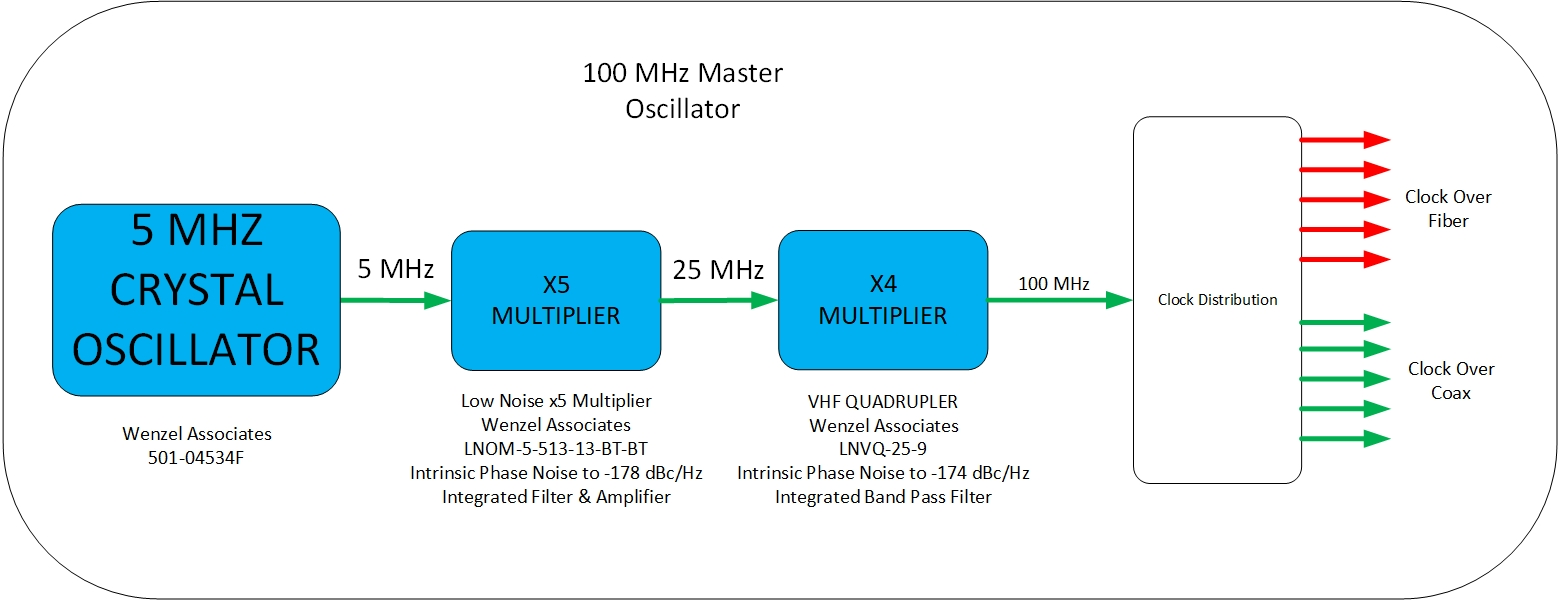 100 MHz Master
Oscillator
5 MHZ
CRYSTAL
OSCILLATOR
Wenzel Associates
501-04534F
5 MHz
X5
MULTIPLIER
Low Noise x5 Multiplier
Wenzel Associates
LNOM-5-513-13-BT-BT
Intrinsic Phase Noise to -178 dBc/Hz
Integrated Filter & Amplifier
25 MHz
X4
MULTIPLIER
VHF QUADRUPLER
Wenzel Associates
LNVQ-25-9
Intrinsic Phase Noise to -174 dBc/Hz
Integrated Band Pass Filter
100 MHz
Clock Distribution
Clock Over
Fiber
Clock Over
Coax